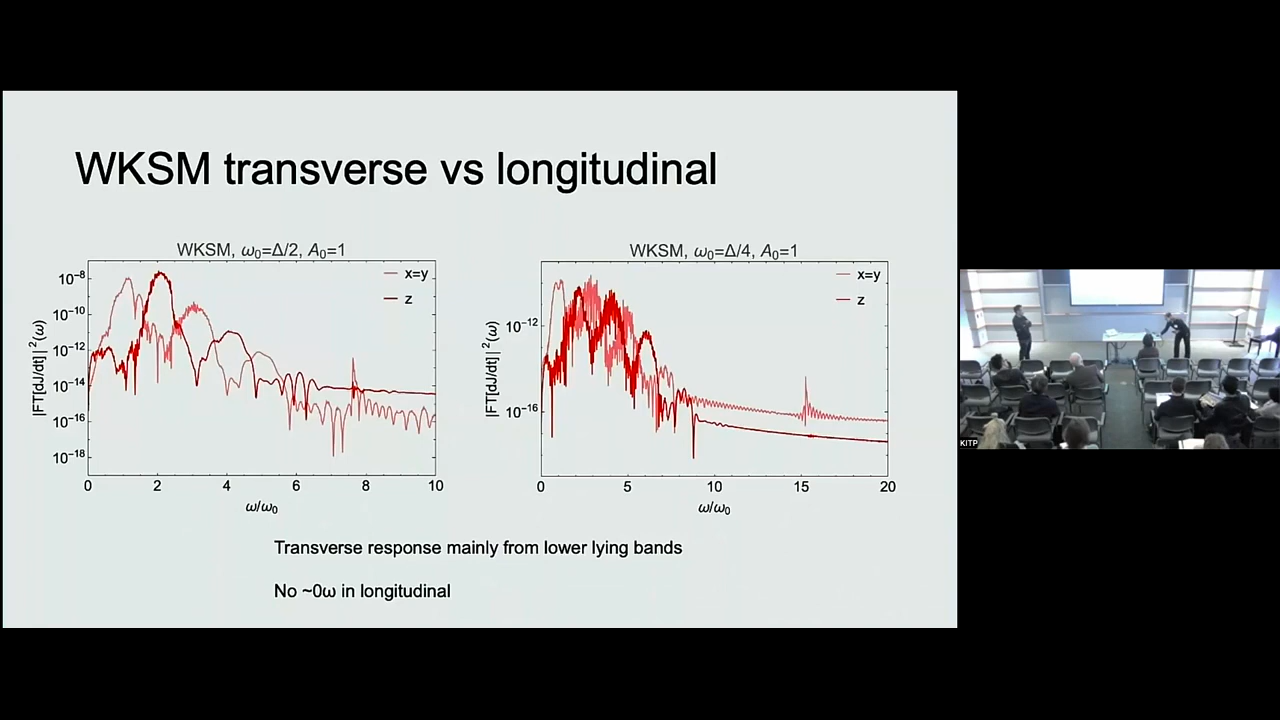 WKSM transverse vs longitudinal
WKSM, ω₀=Δ/2, A₀=1
x=y
z
10⁻⁸
10⁻¹⁰
10⁻¹²
10⁻¹⁴
10⁻¹⁶
10⁻¹⁸
|FT[dJ/dt]|²(ω)
0 2 4 6 8 10
ω/ω₀
WKSM, ω₀=Δ/4, A₀=1
x=y
z
10⁻¹²
10⁻¹⁶
|FT[dJ/dt]|²(ω)
0 5 10 15 20
ω/ω₀
Transverse response mainly from lower lying bands
No ~0ω in longitudinal
KITP